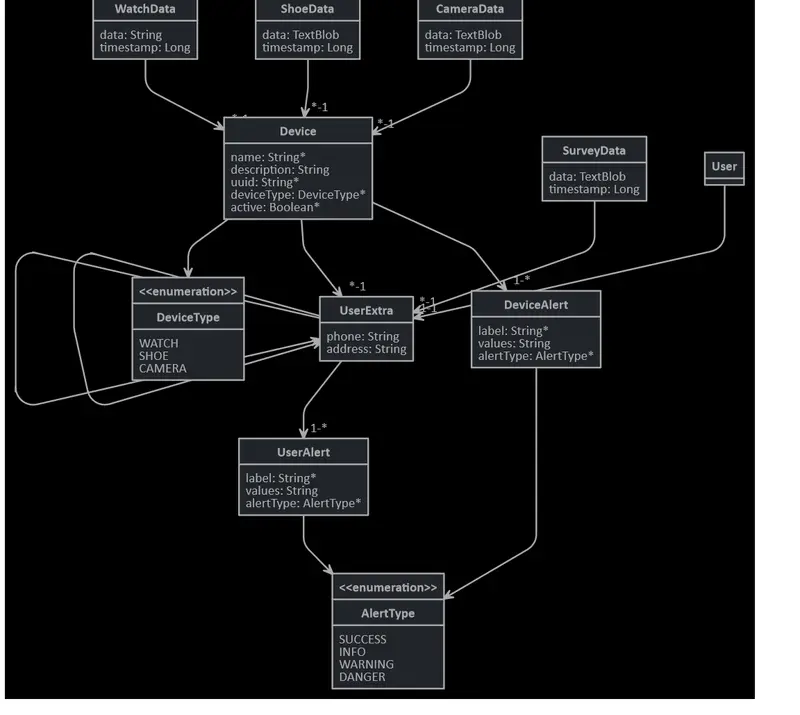 WatchData
data: String
timestamp: Long
ShoeData
data: TextBlob
timestamp: Long
CameraData
data: TextBlob
timestamp: Long
*-1
*-1
Device
name: String*
description: String
uuid: String*
deviceType: DeviceType*
active: Boolean*
SurveyData
data: TextBlob
timestamp: Long
User
<<enumeration>>
DeviceType
WATCH
SHOE
CAMERA
*-1
UserExtra
phone: String
address: String
*-1
1-1
1-*
DeviceAlert
label: String*
values: String
alertType: AlertType*
1-*
UserAlert
label: String*
values: String
alertType: AlertType*
<<enumeration>>
AlertType
SUCCESS
INFO
WARNING
DANGER